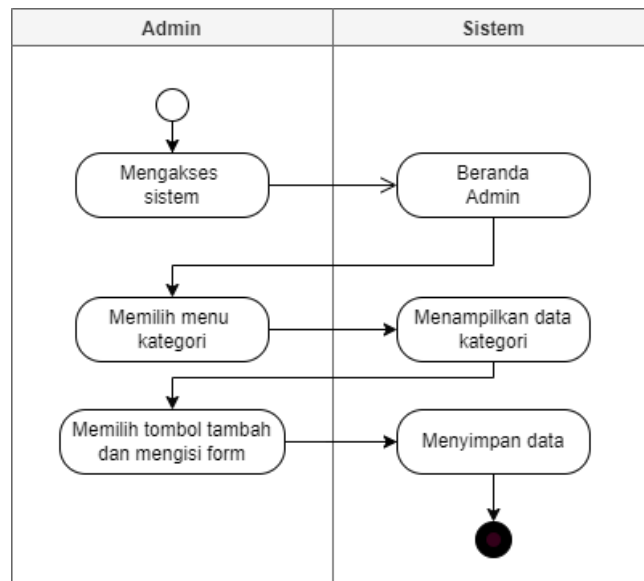 Admin
Sistem
Mengakses
sistem
Beranda
Admin
Memilih menu
kategori
Menampilkan data
kategori
Memilih tombol tambah
dan mengisi form
Menyimpan data